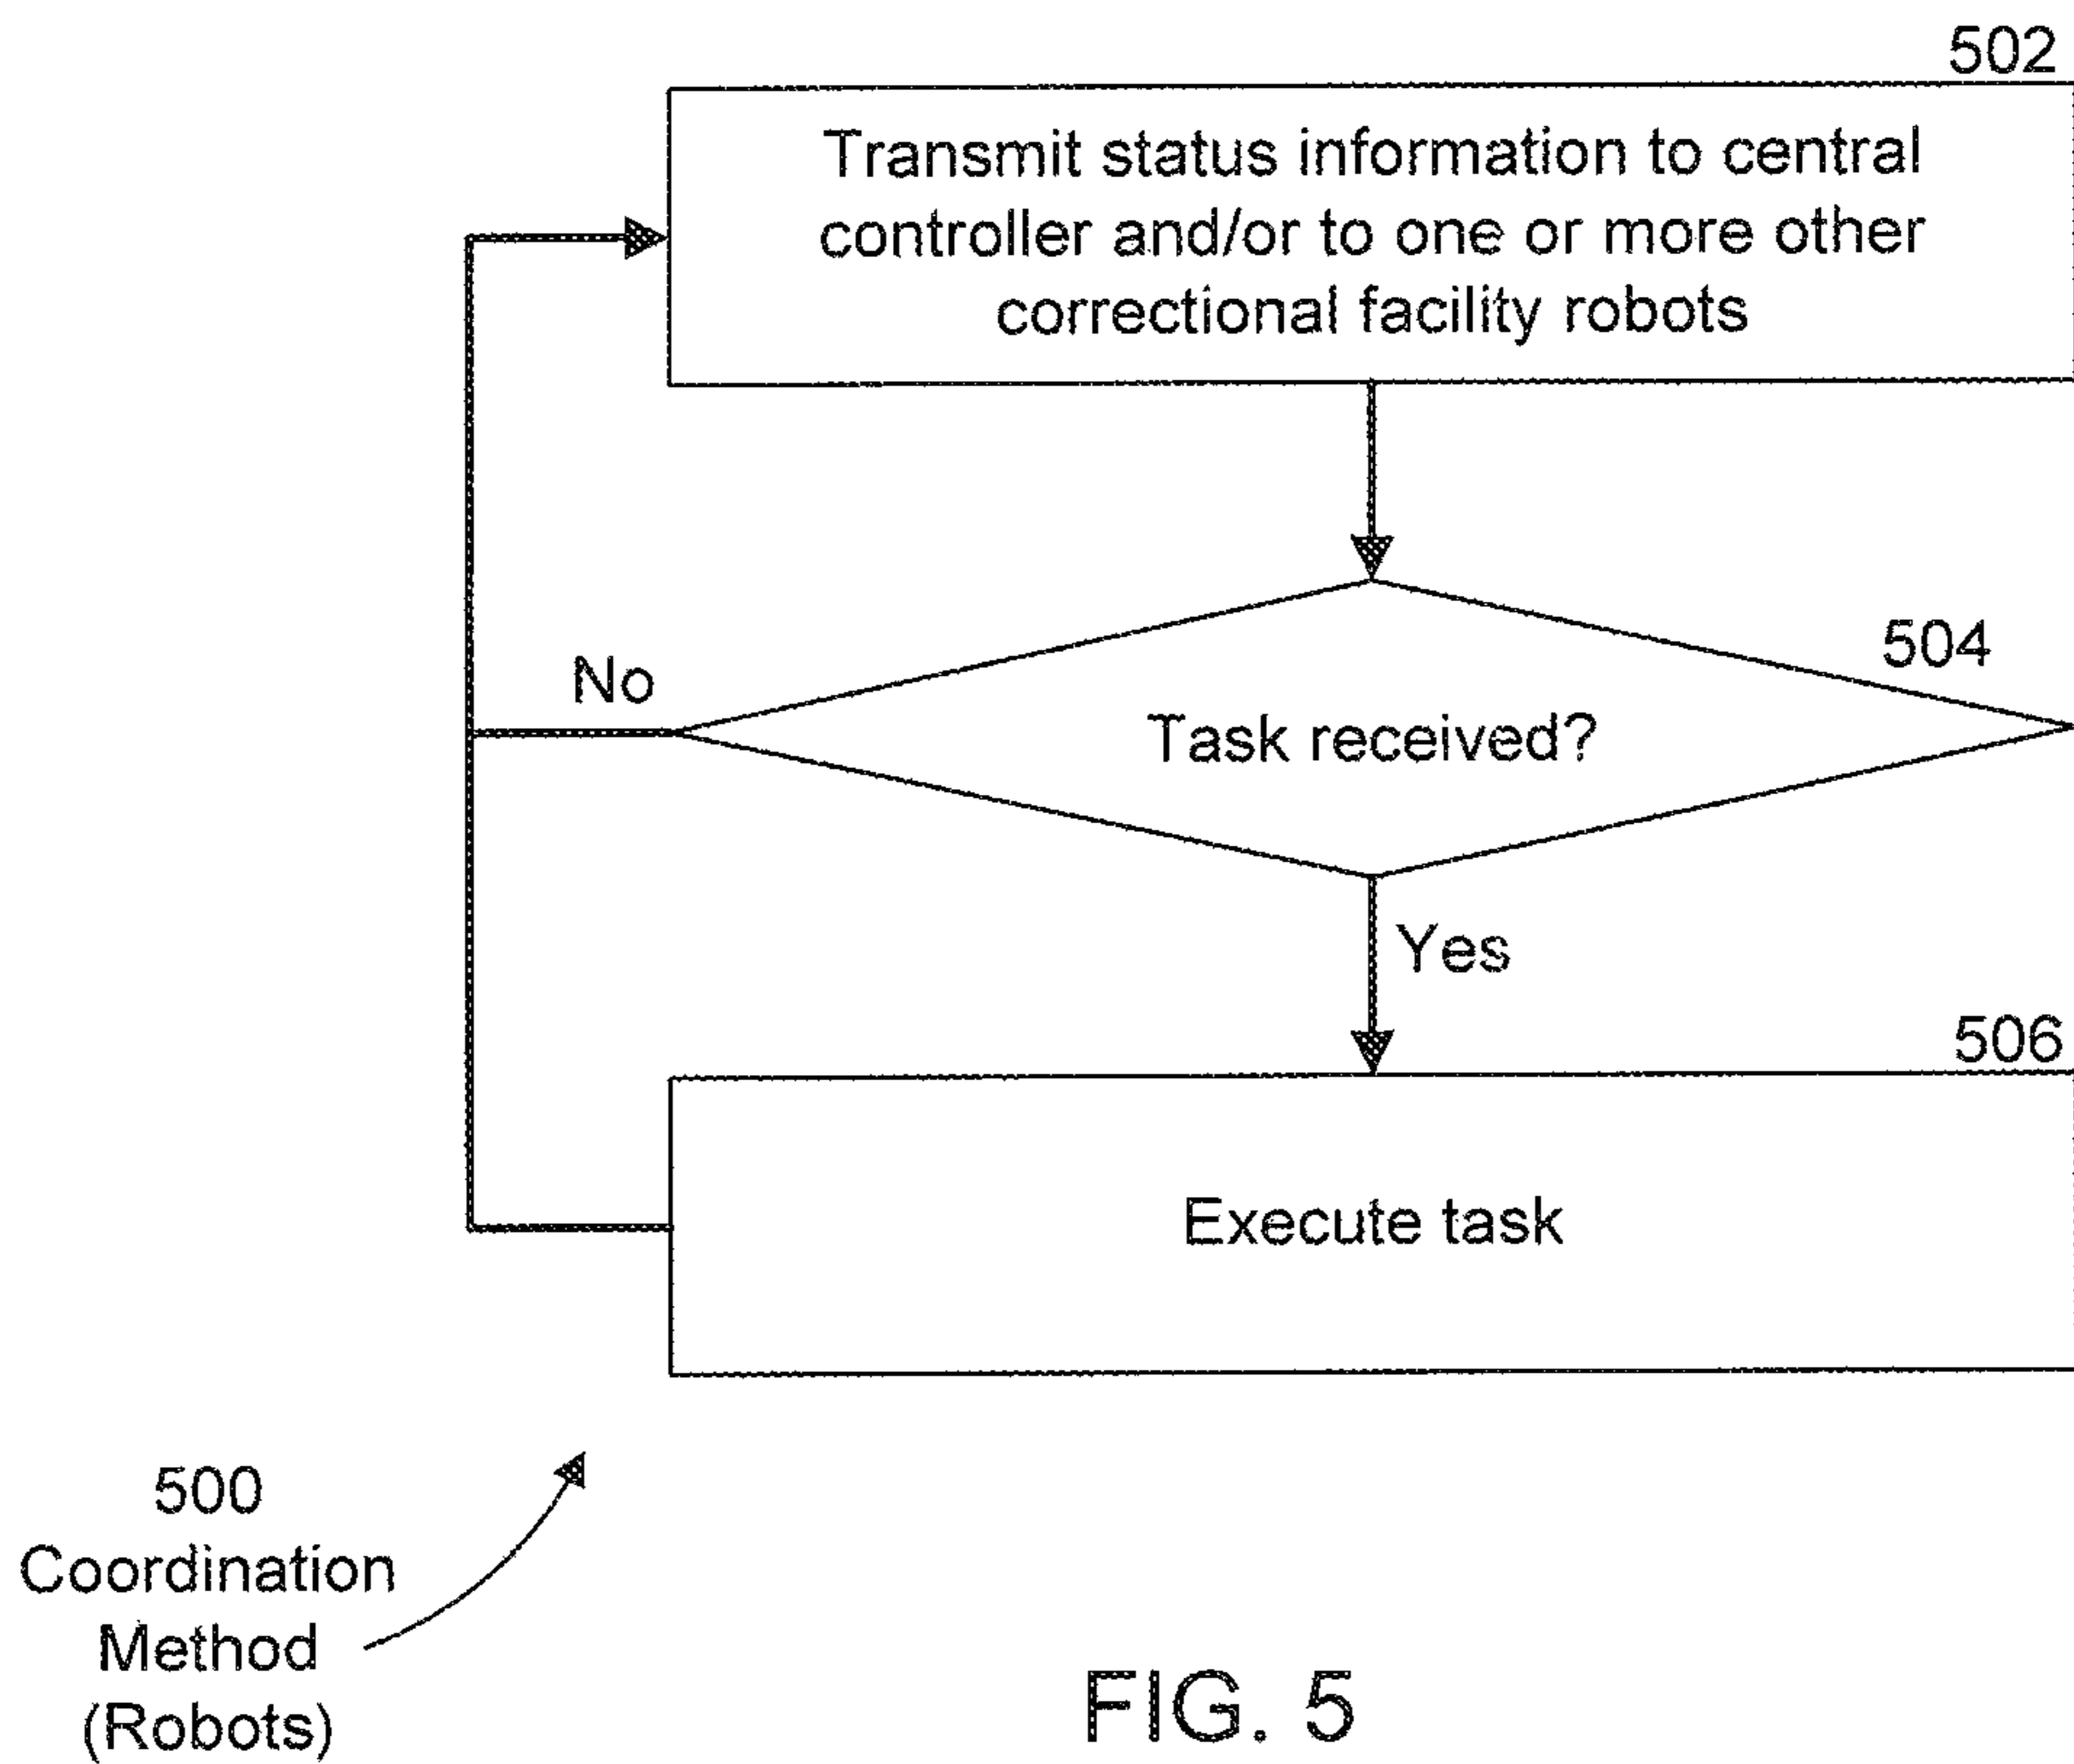 502
Transmit status information to central
controller and/or to one or more other
correctional facility robots
504
No
Task received?
Yes
506
Execute task
500
Coordination
Method
(Robots)
FIG. 5